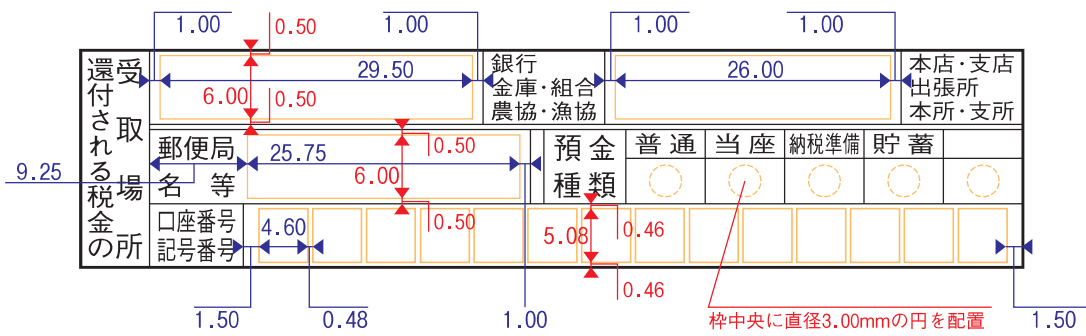 1.00
0.50
1.00
1.00
1.00
還付される税金の
受取場所
29.50
6.00
0.50
銀行
金庫・組合
農協・漁協
26.00
本店・支店
出張所
本所・支所
郵便局
名 等
9.25
25.75
6.00
0.50
0.50
預金
種類
普通
当座
納税準備
貯蓄
口座番号
記号番号
4.60
5.08
0.46
0.46
1.50
0.48
1.00
枠中央に直径3.00mmの円を配置
1.50